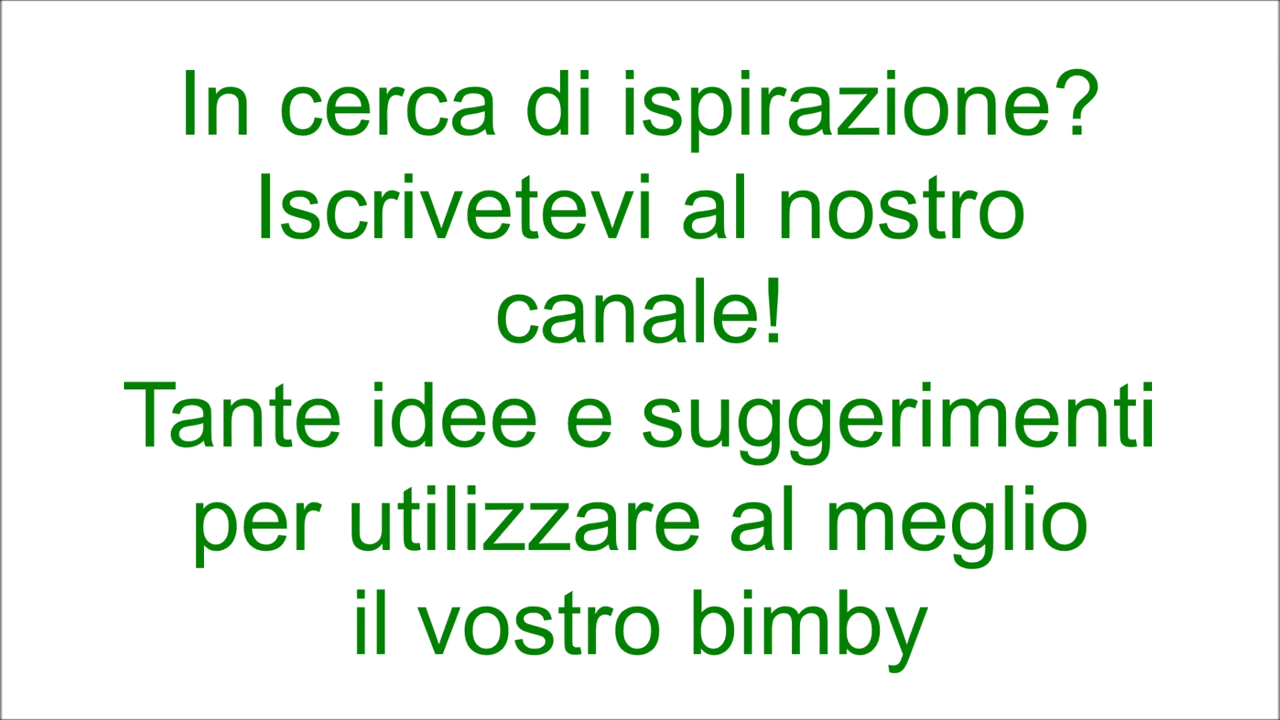 In cerca di ispirazione?
Iscrivetevi al nostro
canale!
Tante idee e suggerimenti
per utilizzare al meglio
il vostro bimby